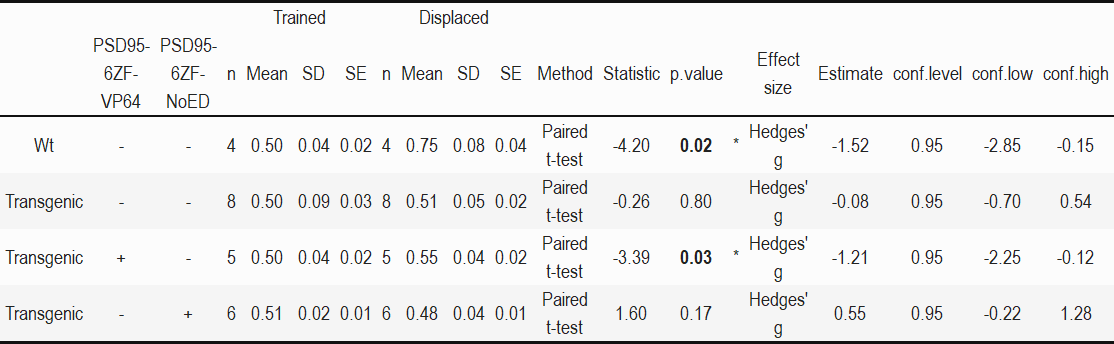 Trained Displaced
PSD95-6ZF-VP64 PSD95-6ZF-NoED n Mean SD SE n Mean SD SE Method Statistic p.value Effect size Estimate conf.level conf.low conf.high
Wt - - 4 0.50 0.04 0.02 4 0.75 0.08 0.04 Paired t-test -4.20 0.02 * Hedges' g -1.52 0.95 -2.85 -0.15
Transgenic - - 8 0.50 0.09 0.03 8 0.51 0.05 0.02 Paired t-test -0.26 0.80 Hedges' g -0.08 0.95 -0.70 0.54
Transgenic + - 5 0.50 0.04 0.02 5 0.55 0.04 0.02 Paired t-test -3.39 0.03 * Hedges' g -1.21 0.95 -2.25 -0.12
Transgenic - + 6 0.51 0.02 0.01 6 0.48 0.04 0.01 Paired t-test 1.60 0.17 Hedges' g 0.55 0.95 -0.22 1.28